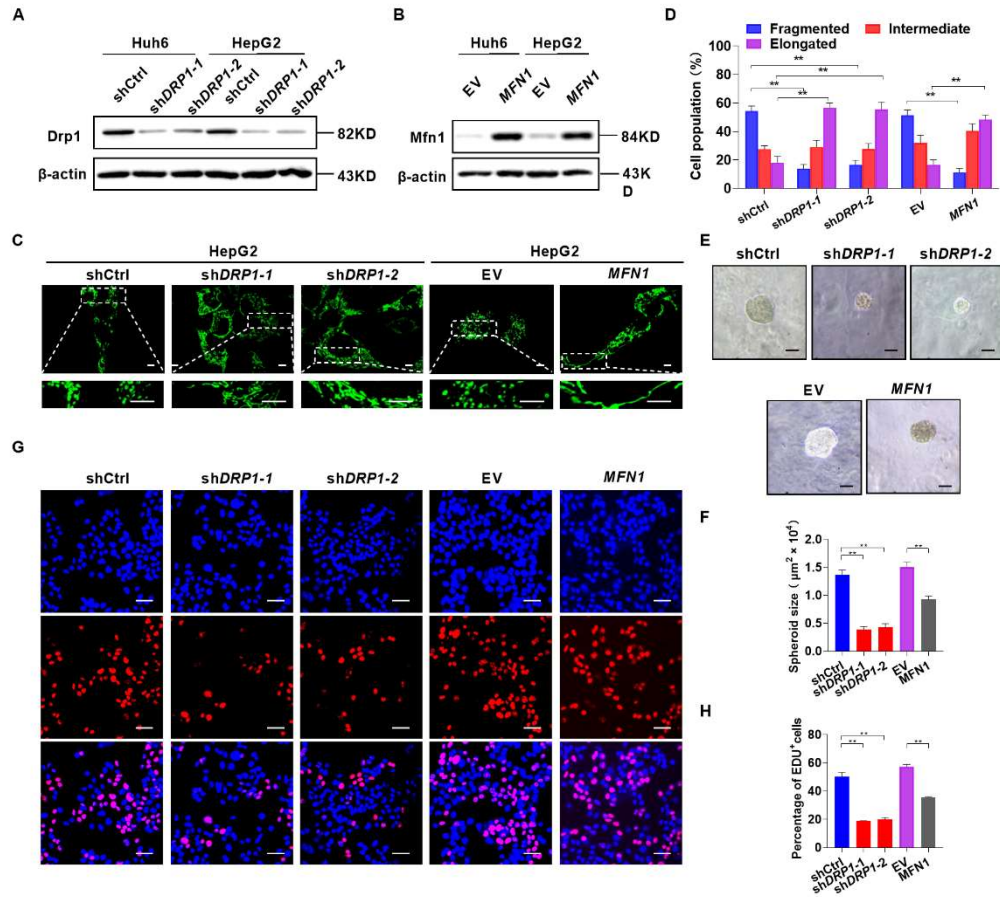 A
Huh6 HepG2
shCtrl shDRP1-1 shDRP1-2 shCtrl shDRP1-1 shDRP1-2
Drp1 82KD
β-actin 43KD
B
Huh6 HepG2
EV MFN1 EV MFN1
Mfn1 84KD
β-actin 43K
D
D
Fragmented Intermediate
Elongated
Cell population (%)
100
80
60
40
20
0
** ** ** ** ** **
shCtrl shDRP1-1 shDRP1-2 EV MFN1
C
HepG2 HepG2
shCtrl shDRP1-1 shDRP1-2 EV MFN1
E
shCtrl shDRP1-1 shDRP1-2
EV MFN1
G
shCtrl shDRP1-1 shDRP1-2 EV MFN1
F
Spheroid size ( μm² × 10⁴)
2.0
1.5
1.0
0.5
0.0
** ** **
shCtrl shDRP1-1 shDRP1-2 EV MFN1
H
Percentage of EDU⁺cells
80
60
40
20
0
** ** **
shCtrl shDRP1-1 shDRP1-2 EV MFN1